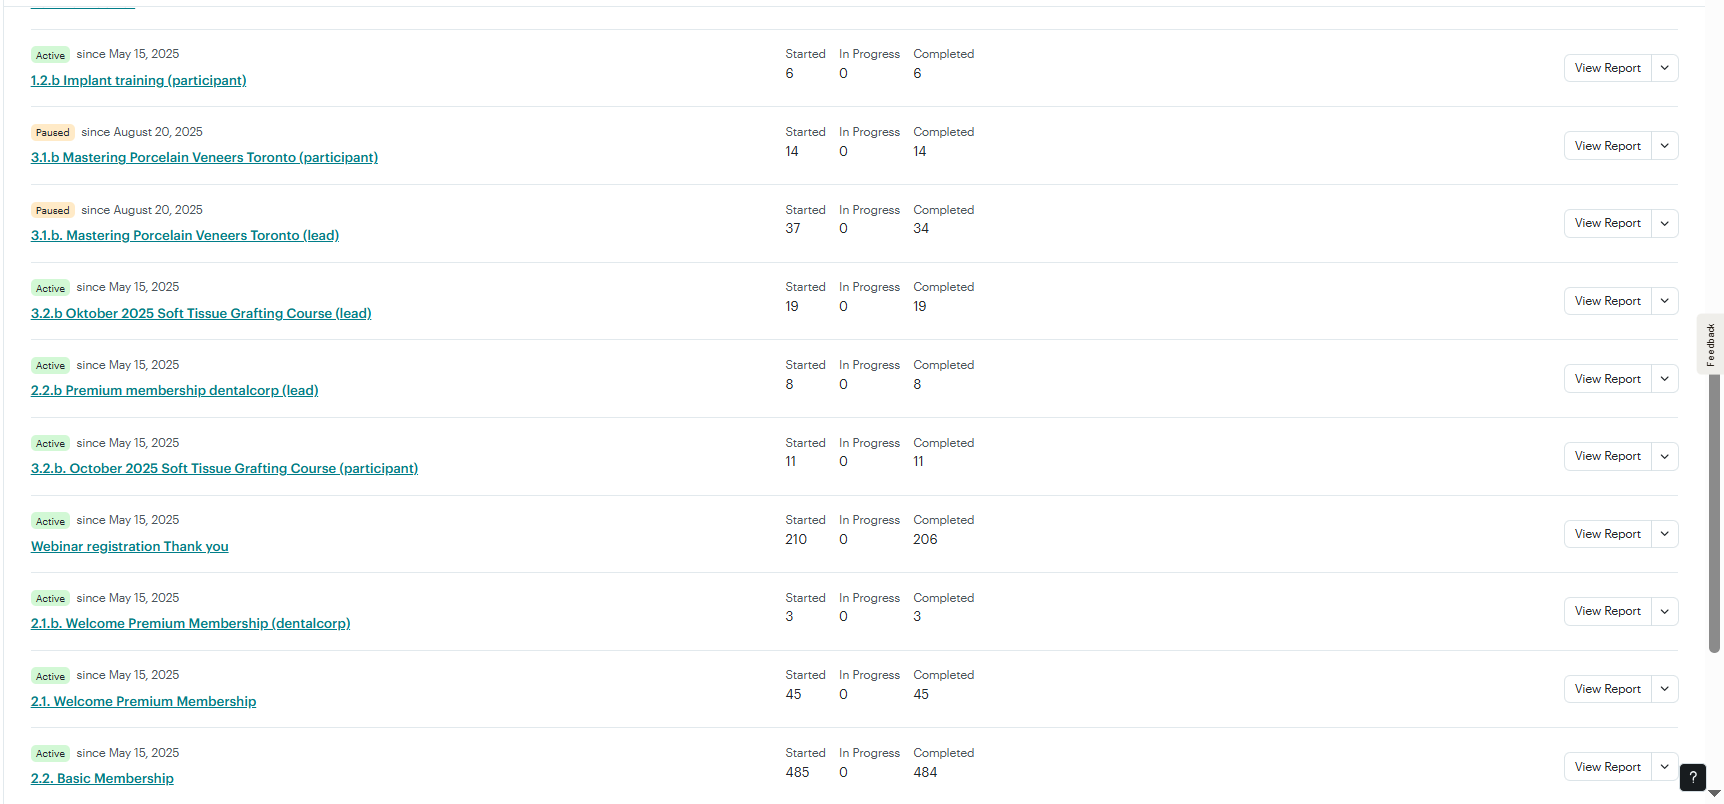 Active since May 15, 2025
Started In Progress Completed
1.2.b Implant training (participant)
6 0 6
View Report
Paused since August 20, 2025
Started In Progress Completed
3.1.b Mastering Porcelain Veneers Toronto (participant)
14 0 14
View Report
Paused since August 20, 2025
Started In Progress Completed
3.1.b. Mastering Porcelain Veneers Toronto (lead)
37 0 34
View Report
Active since May 15, 2025
Started In Progress Completed
3.2.b Oktober 2025 Soft Tissue Grafting Course (lead)
19 0 19
View Report
Feedback
Active since May 15, 2025
Started In Progress Completed
2.2.b Premium membership dentalcorp (lead)
8 0 8
View Report
Active since May 15, 2025
Started In Progress Completed
3.2.b. October 2025 Soft Tissue Grafting Course (participant)
11 0 11
View Report
Active since May 15, 2025
Started In Progress Completed
Webinar registration Thank you
210 0 206
View Report
Active since May 15, 2025
Started In Progress Completed
2.1.b. Welcome Premium Membership (dentalcorp)
3 0 3
View Report
Active since May 15, 2025
Started In Progress Completed
2.1. Welcome Premium Membership
45 0 45
View Report
Active since May 15, 2025
Started In Progress Completed
2.2. Basic Membership
485 0 484
View Report
?